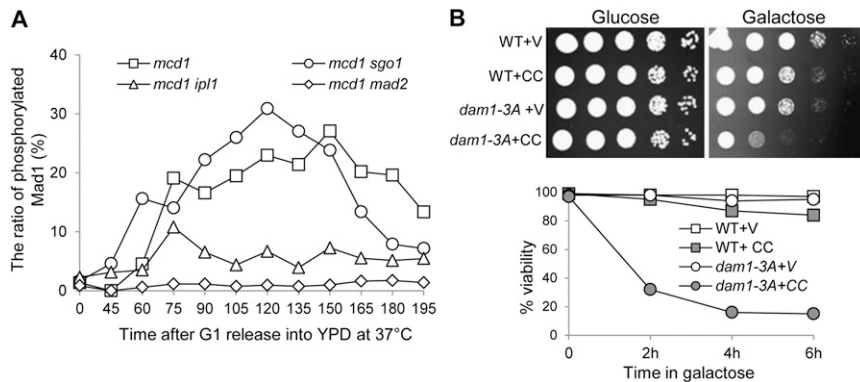 A
mcd1
mcd1 sgo1
mcd1 ipl1
mcd1 mad2
The ratio of phosphorylated
Mad1 (%)
40
30
20
10
0
0 45 60 75 90 105 120 135 150 165 180 195
Time after G1 release into YPD at 37°C
B
Glucose Galactose
WT+V
WT+CC
dam1-3A +V
dam1-3A+CC
% viability
100
80
60
40
20
0
WT+V
WT+ CC
dam1-3A+V
dam1-3A+CC
0 2h 4h 6h
Time in galactose